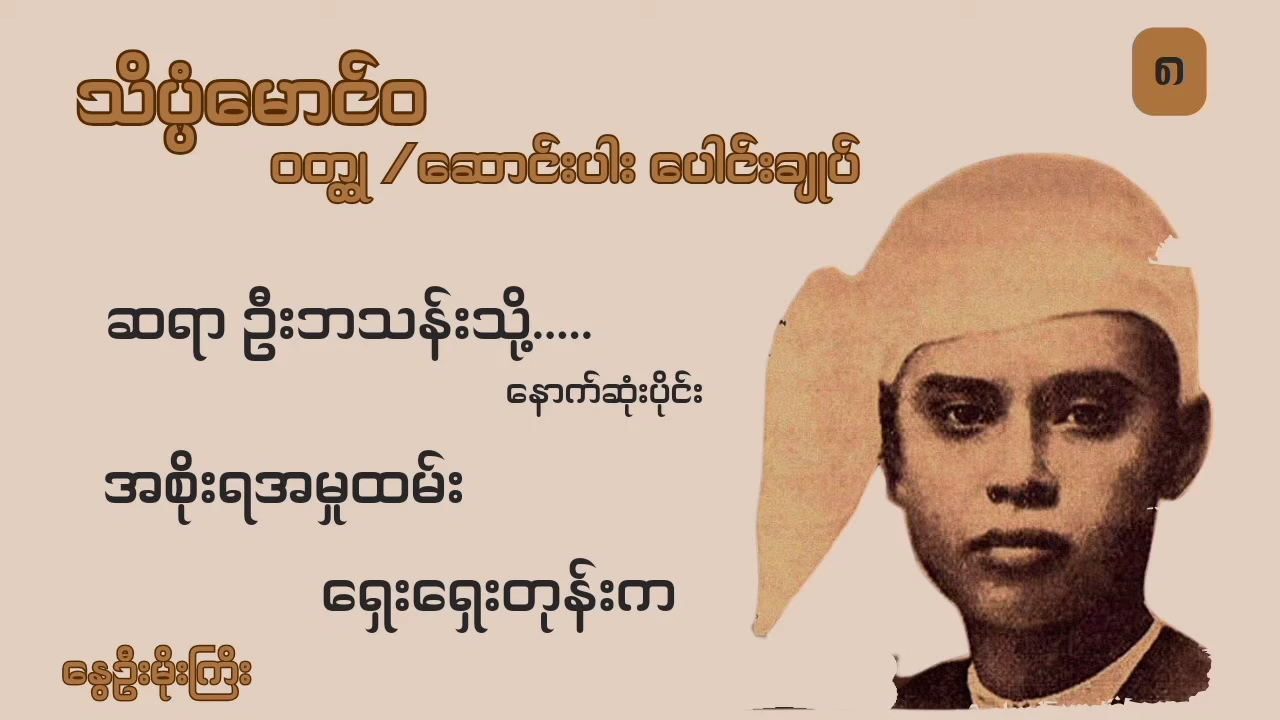 သိပ္ပံမောင်ဝ
၃
ဝတ္ထု /ဆောင်းပါး ပေါင်းချုပ်
ဆရာ ဦးဘသန်းသို့.....
နောက်ဆုံးပိုင်း
အစိုးရအမှုထမ်း
ရှေးရှေးတုန်းက
နွေဦးမိုးကြိုး